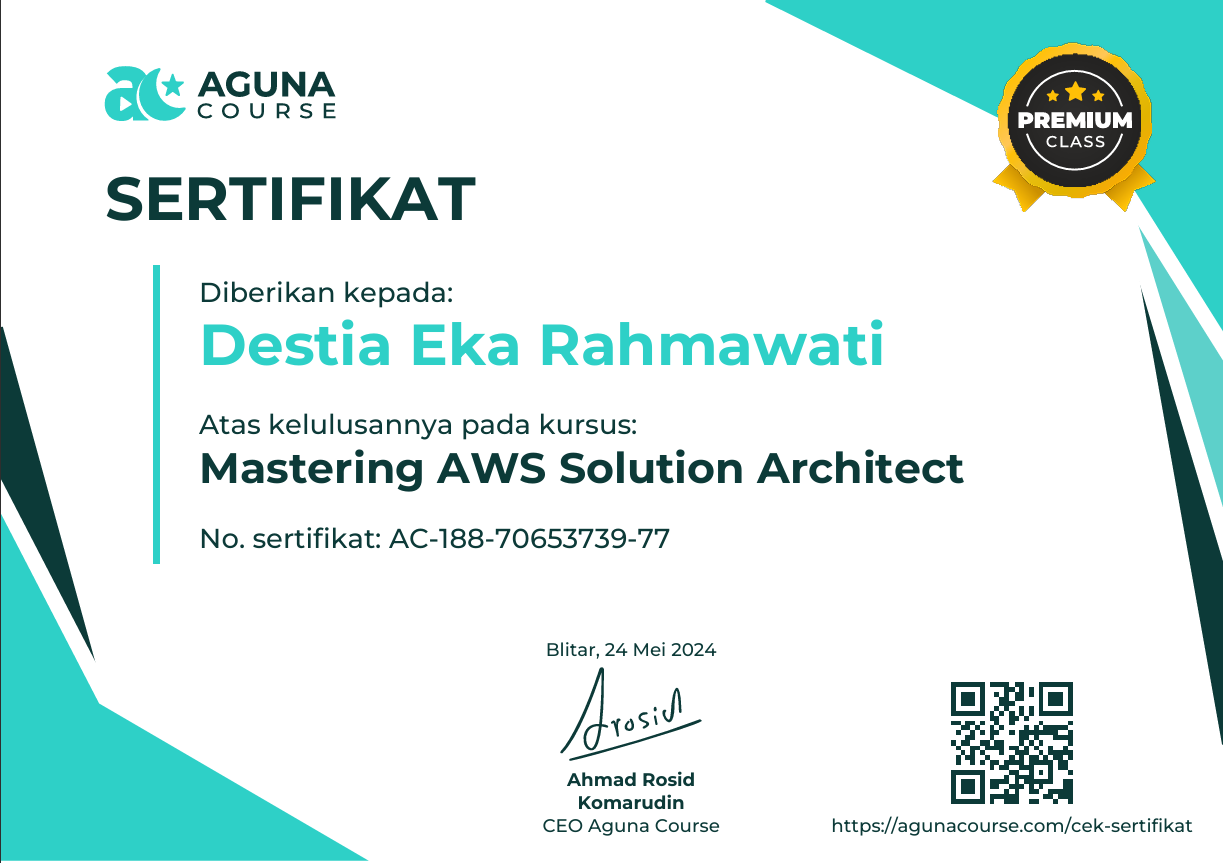 AGUNA
COURSE
PREMIUM
CLASS
SERTIFIKAT
Diberikan kepada:
Destia Eka Rahmawati
Atas kelulusannya pada kursus:
Mastering AWS Solution Architect
No. sertifikat: AC-188-70653739-77
Blitar, 24 Mei 2024
Arosid
Ahmad Rosid
Komarudin
CEO Aguna Course
https://agunacourse.com/cek-sertifikat